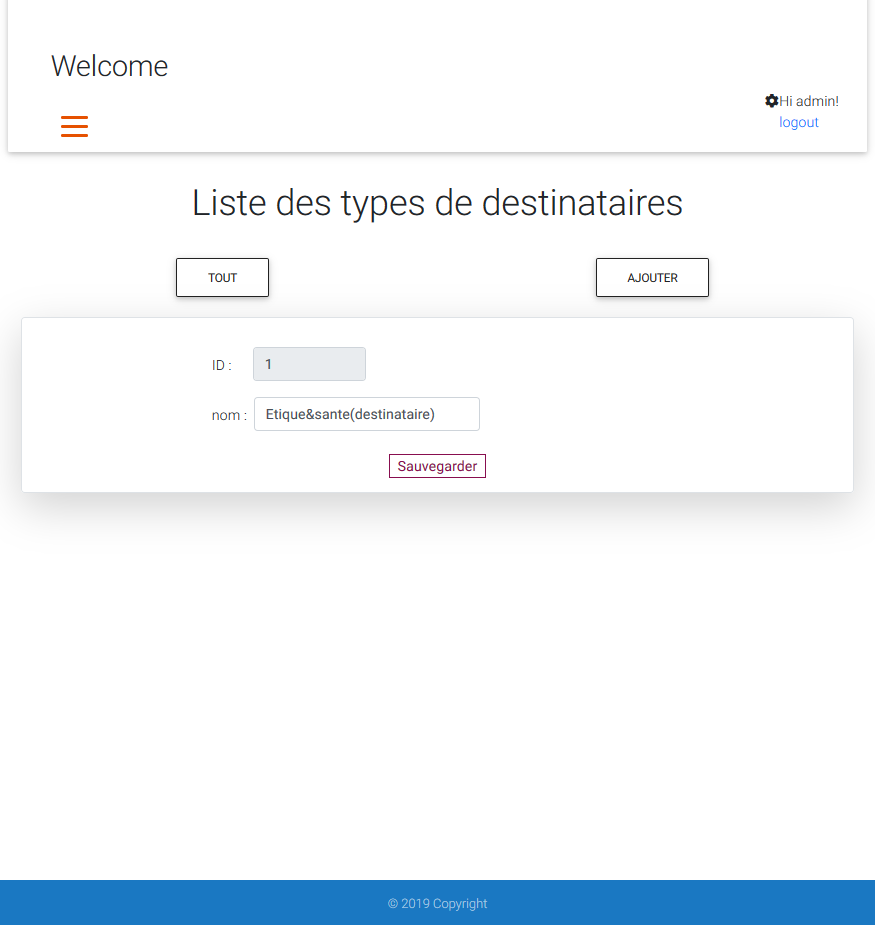 Welcome
Hi admin!
logout
Liste des types de destinataires
TOUT
AJOUTER
ID : 1
nom : Etique&sante(destinataire)
Sauvegarder
© 2019 Copyright